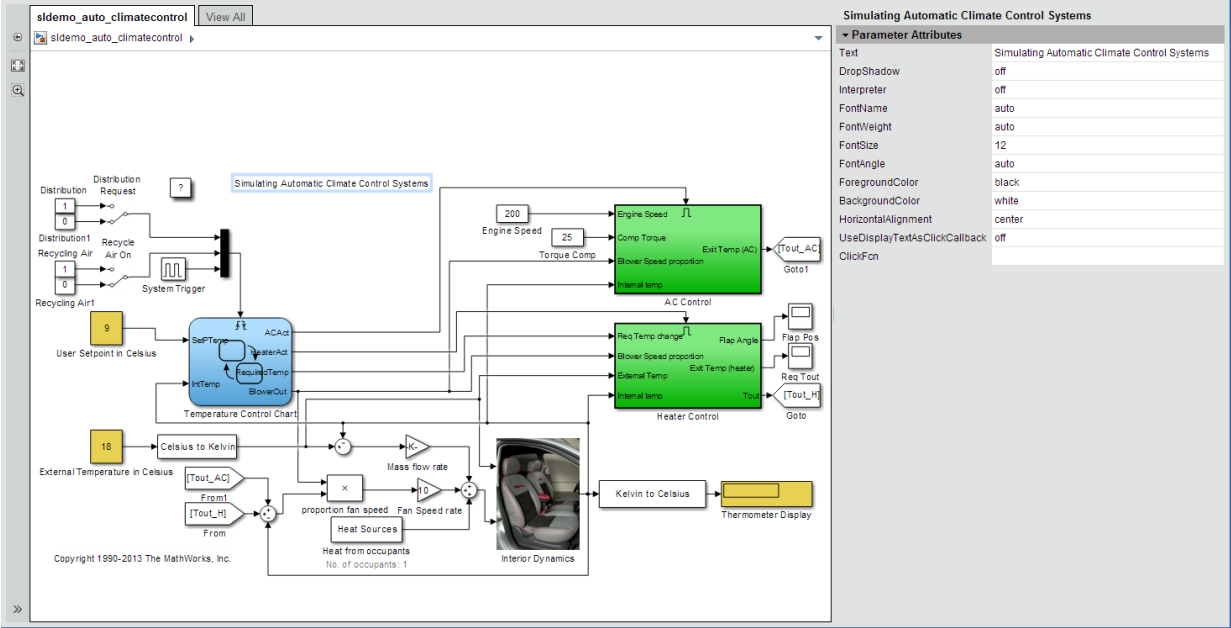 sldemo_auto_climatecontrol
View All
sldemo_auto_climatecontrol
Simulating Automatic Climate Control Systems
Parameter Attributes
Text Simulating Automatic Climate Control Systems
DropShadow off
Interpreter off
FontName auto
FontWeight auto
FontSize 12
FontAngle auto
ForegroundColor black
BackgroundColor white
HorizontalAlignment center
UseDisplayTextAsClickCallback off
ClickFcn
Distribution
1
0
Distribution1
Distribution
Request
?
Simulating Automatic Climate Control Systems
Recycling Air
1
0
Recycling Air1
Recycle
Air On
System Trigger
9
User Setpoint in Celsius
SetPTemp
IntTemp
ACAct
HeaterAct
RequiredTemp
BlowerOut
Temperature Control Chart
200
Engine Speed
25
Torque Comp
Engine Speed
Comp Torque
Blower Speed proportion
Internal temp
Exit Temp (AC)
AC Control
[Tout_AC]
Goto1
Req Temp change
Blower Speed proportion
External Temp
Internal temp
Flap Angle
Exit Temp (heater)
Tout
Heater Control
Flap Pos
Req Tout
[Tout_H]
Goto
18
External Temperature in Celsius
Celsius to Kelvin
-K-
Mass flow rate
[Tout_AC]
From1
[Tout_H]
From
×
proportion fan speed
10
Fan Speed rate
Heat Sources
Heat from occupants
No. of occupants: 1
Interior Dynamics
Kelvin to Celsius
Thermometer Display
Copyright 1990-2013 The MathWorks, Inc.